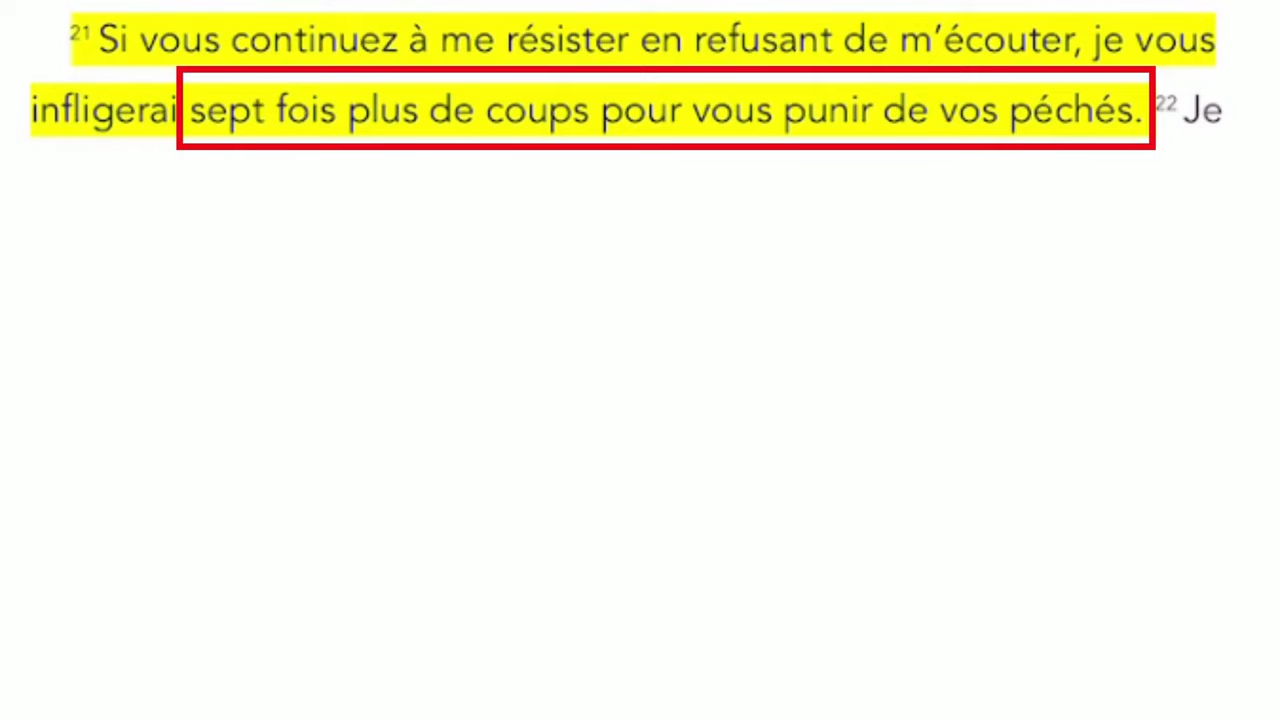 21 Si vous continuez à me résister en refusant de m’écouter, je vous
infligerai sept fois plus de coups pour vous punir de vos péchés. 22 Je